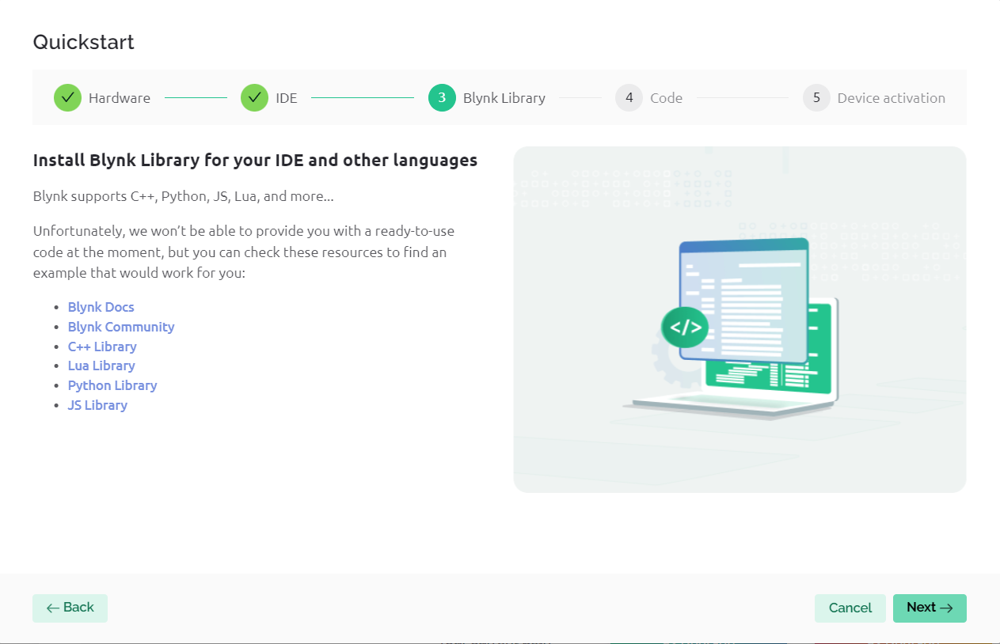 Quickstart
Hardware
IDE
3 Blynk Library
4 Code
5 Device activation
Install Blynk Library for your IDE and other languages
Blynk supports C++, Python, JS, Lua, and more...
Unfortunately, we won’t be able to provide you with a ready-to-use
code at the moment, but you can check these resources to find an
example that would work for you:
• Blynk Docs
• Blynk Community
• C++ Library
• Lua Library
• Python Library
• JS Library
</>
← Back
Cancel
Next →